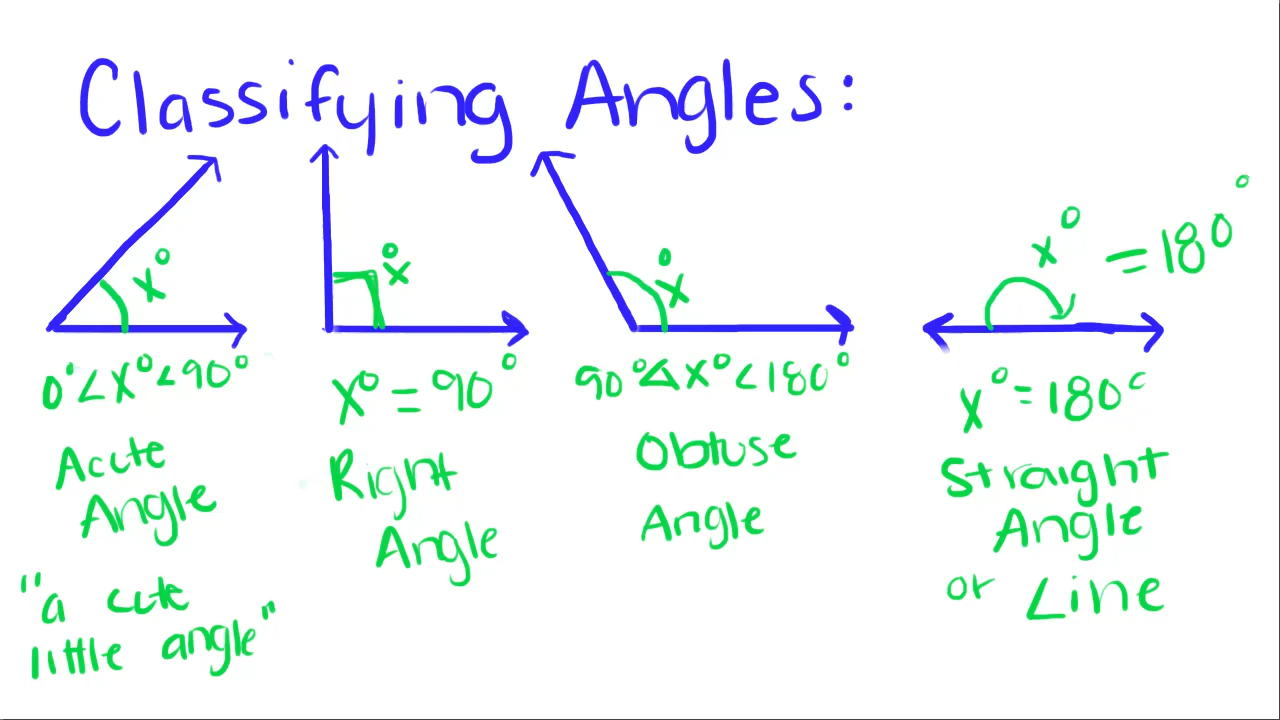 Classifying Angles:
x°
x°
x°
x° = 180°
0° < x° < 90°
x° = 90°
90° < x° < 180°
x° = 180°
Acute
Angle
"a cute
little angle"
Right
Angle
Obtuse
Angle
Straight
Angle
or Line